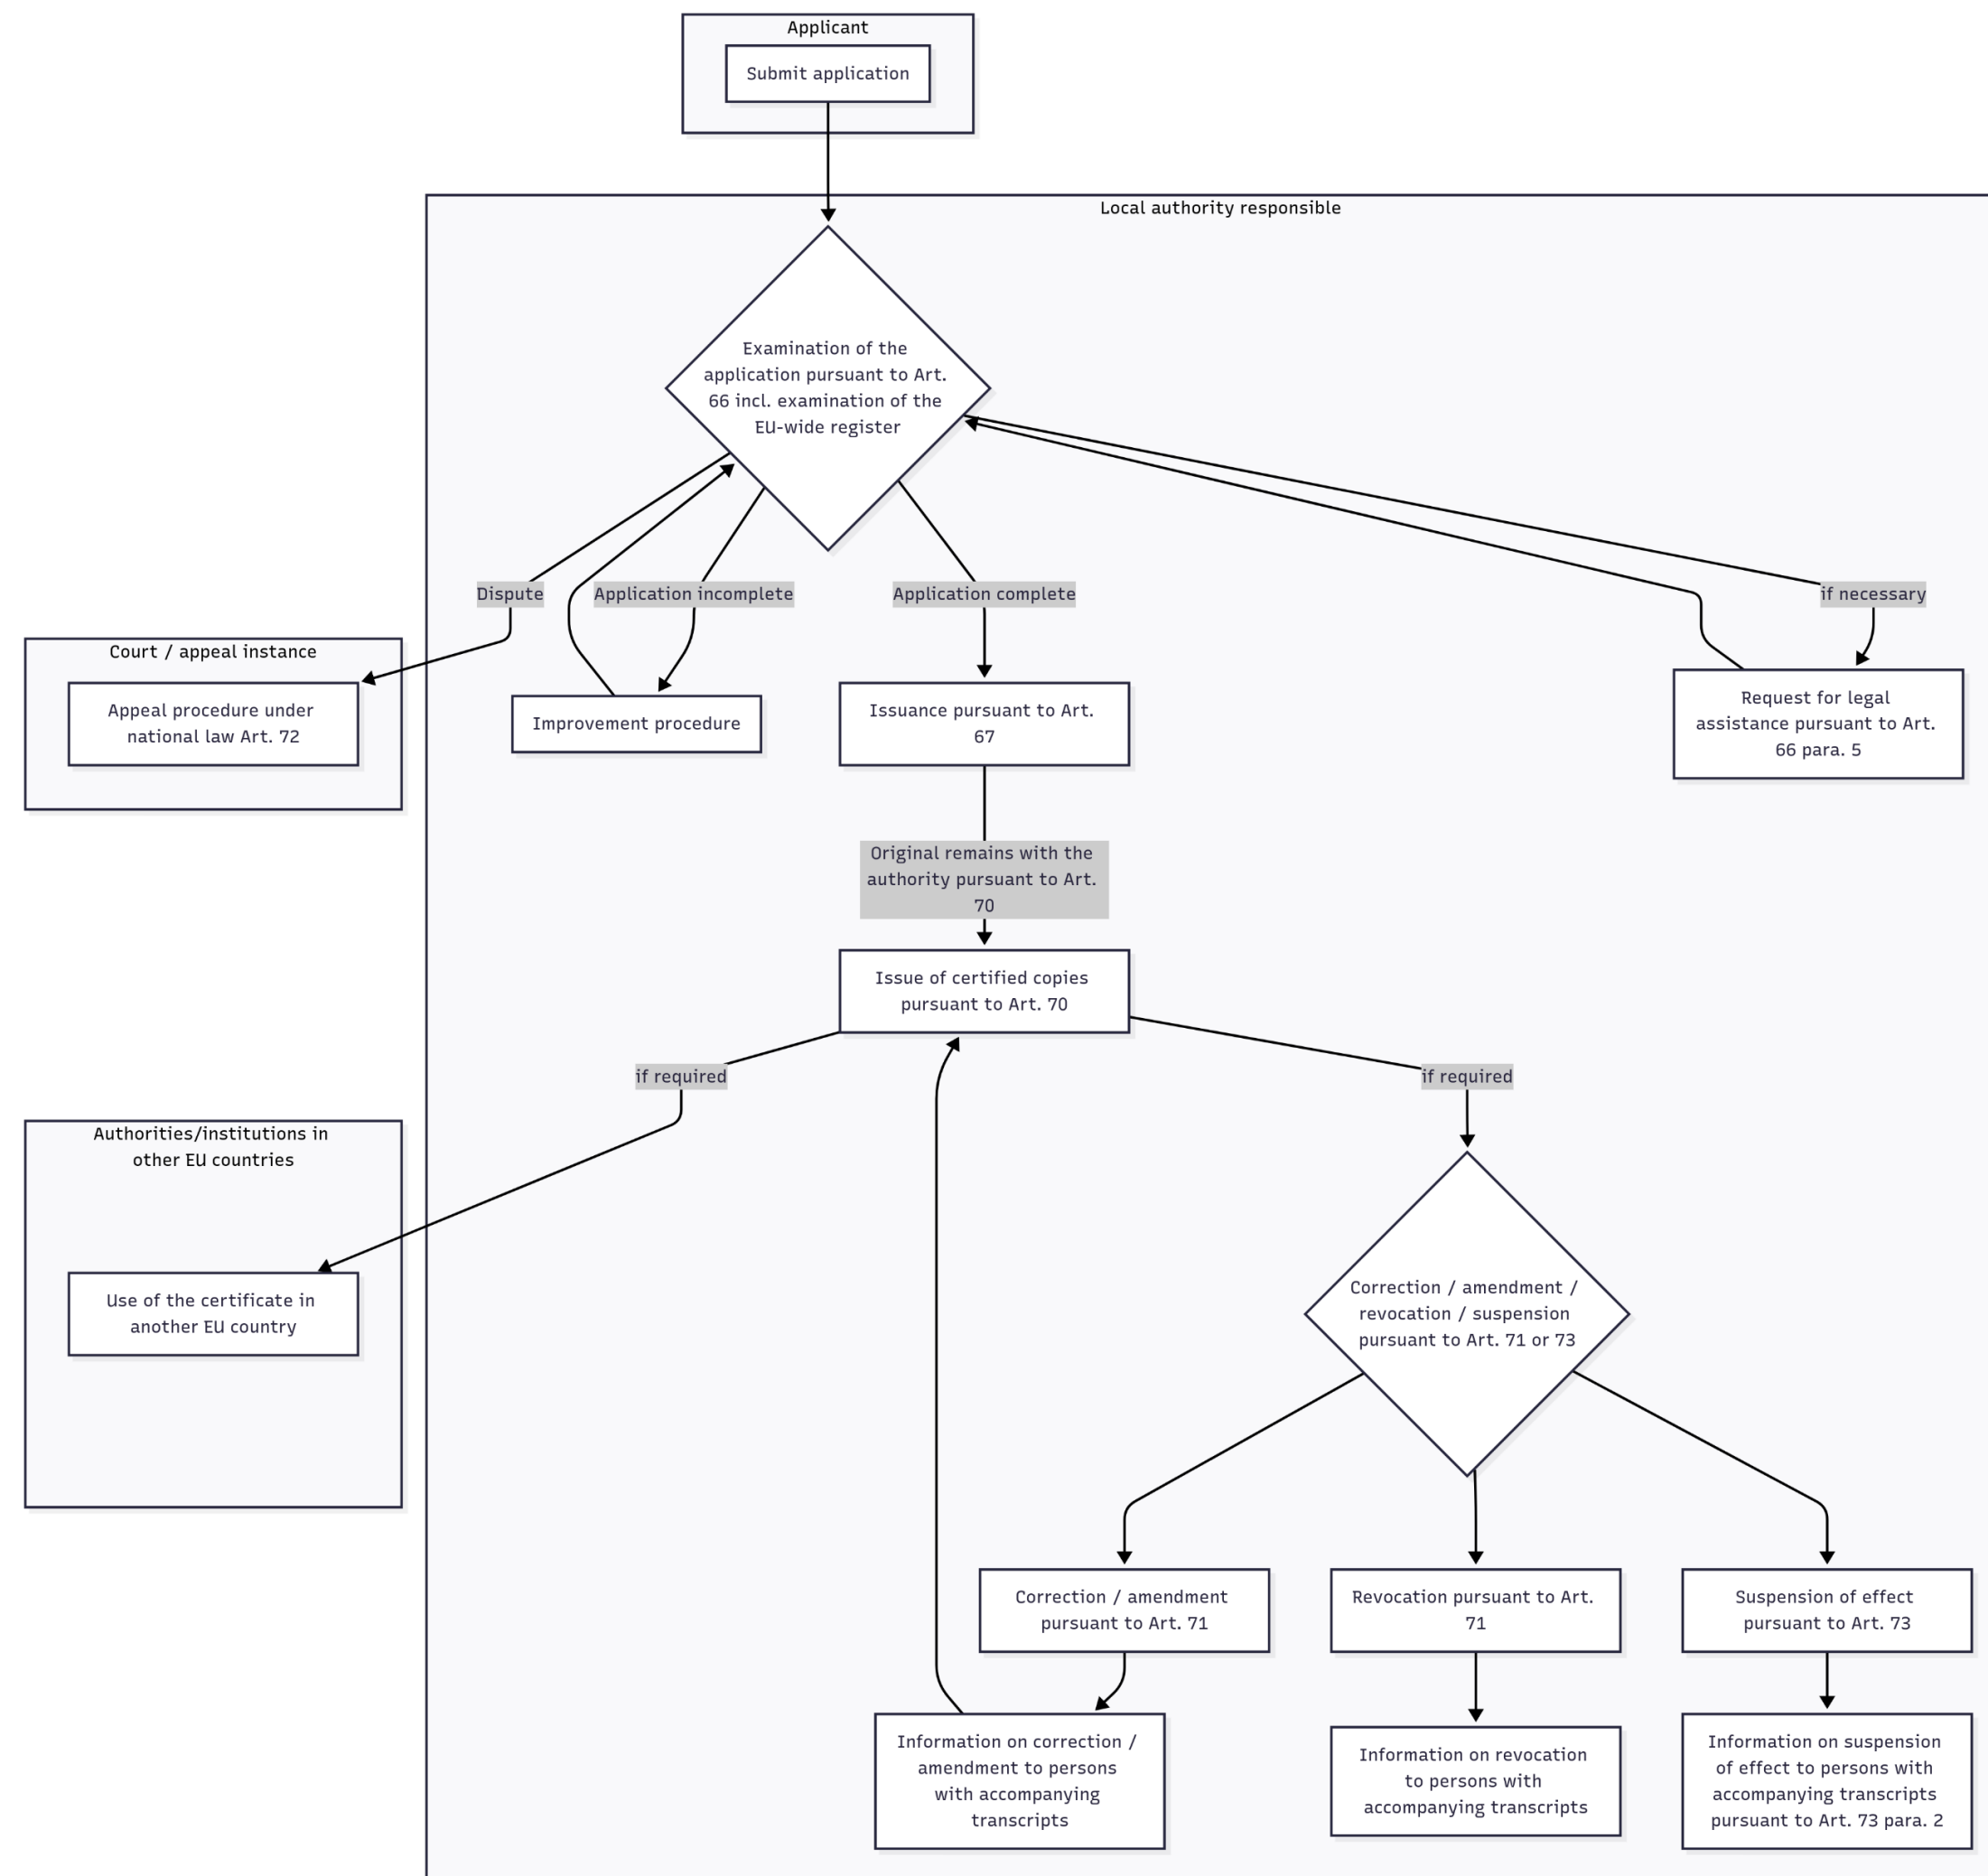 Applicant
Submit application
Local authority responsible
Examination of the
application pursuant to Art.
66 incl. examination of the
EU-wide register
Dispute
Application incomplete
Application complete
if necessary
Court / appeal instance
Appeal procedure under
national law Art. 72
Improvement procedure
Issuance pursuant to Art.
67
Request for legal
assistance pursuant to Art.
66 para. 5
Original remains with the
authority pursuant to Art.
70
Issue of certified copies
pursuant to Art. 70
if required
if required
Authorities/institutions in
other EU countries
Use of the certificate in
another EU country
Correction / amendment /
revocation / suspension
pursuant to Art. 71 or 73
Correction / amendment
pursuant to Art. 71
Revocation pursuant to Art.
71
Suspension of effect
pursuant to Art. 73
Information on correction /
amendment to persons
with accompanying
transcripts
Information on revocation
to persons with
accompanying transcripts
Information on suspension
of effect to persons with
accompanying transcripts
pursuant to Art. 73 para. 2